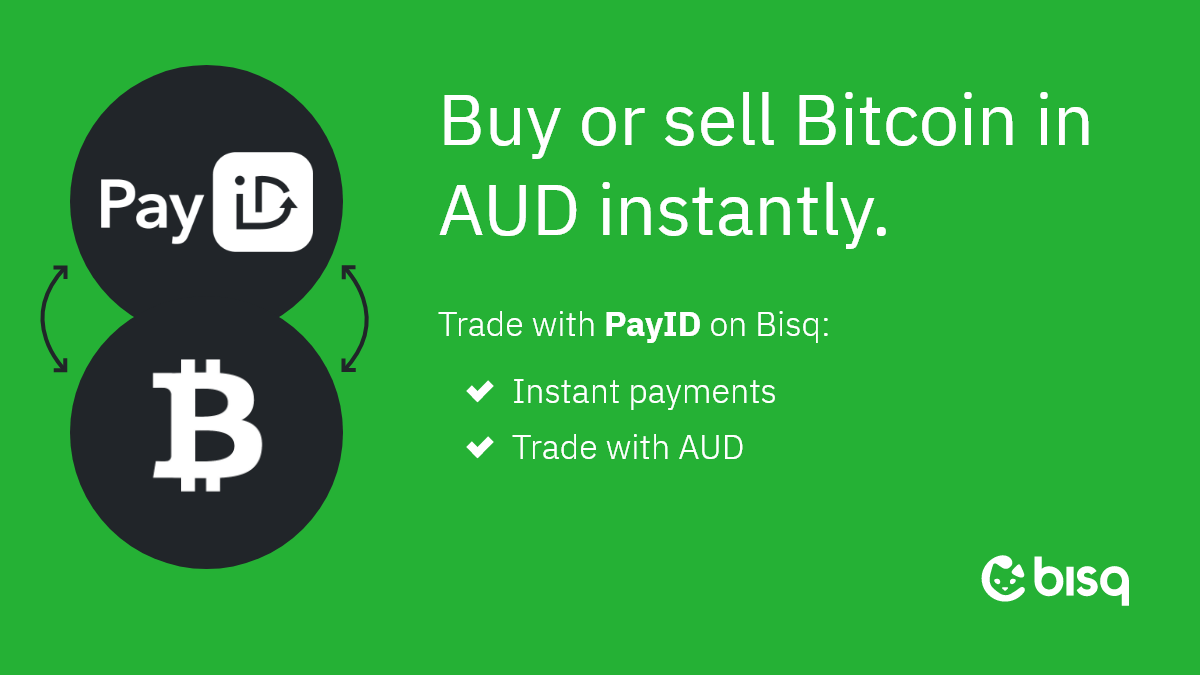 Pay iD
Buy or sell Bitcoin in
AUD instantly.
Trade with PayID on Bisq:
Instant payments
Trade with AUD
bisq